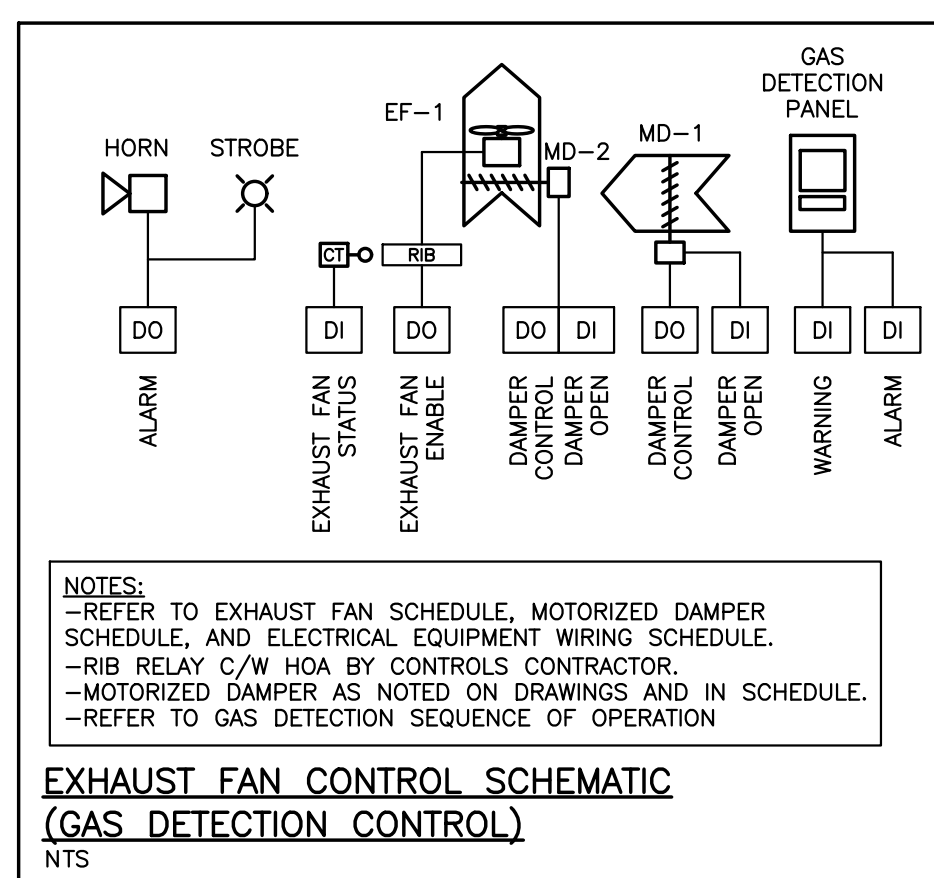 GAS
DETECTION
PANEL
EF-1
MD-1
HORN
STROBE
MD-2
CT
RIB
DO
DI
DO
DO
DI
DO
DI
DI
DI
ALARM
EXHAUST FAN
STATUS
EXHAUST FAN
ENABLE
DAMPER
CONTROL
DAMPER
OPEN
DAMPER
CONTROL
DAMPER
OPEN
WARNING
ALARM
NOTES:
-REFER TO EXHAUST FAN SCHEDULE, MOTORIZED DAMPER
SCHEDULE, AND ELECTRICAL EQUIPMENT WIRING SCHEDULE.
-RIB RELAY C/W HOA BY CONTROLS CONTRACTOR.
-MOTORIZED DAMPER AS NOTED ON DRAWINGS AND IN SCHEDULE.
-REFER TO GAS DETECTION SEQUENCE OF OPERATION
EXHAUST FAN CONTROL SCHEMATIC
(GAS DETECTION CONTROL)
NTS